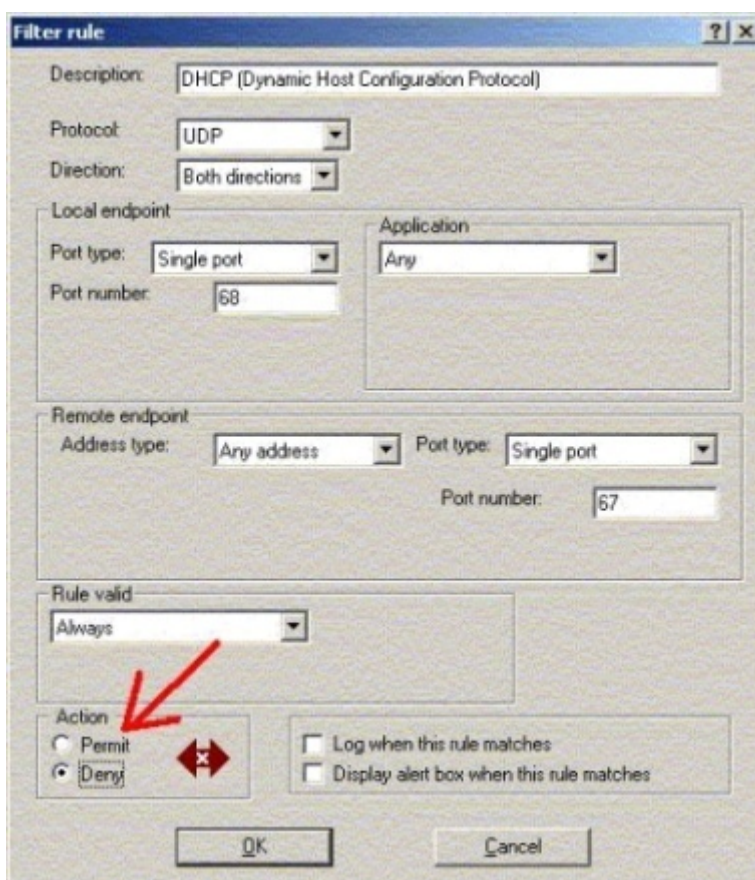 Filter rule
Description: DHCP (Dynamic Host Configuration Protocol)
Protocol: UDP
Direction: Both directions
Local endpoint
Application
Port type: Single port
Any
Port number: 68
Remote endpoint
Address type: Any address Port type: Single port
Port number: 67
Rule valid
Always
Action
Permit
Log when this rule matches
Deny
Display alert box when this rule matches
OK Cancel